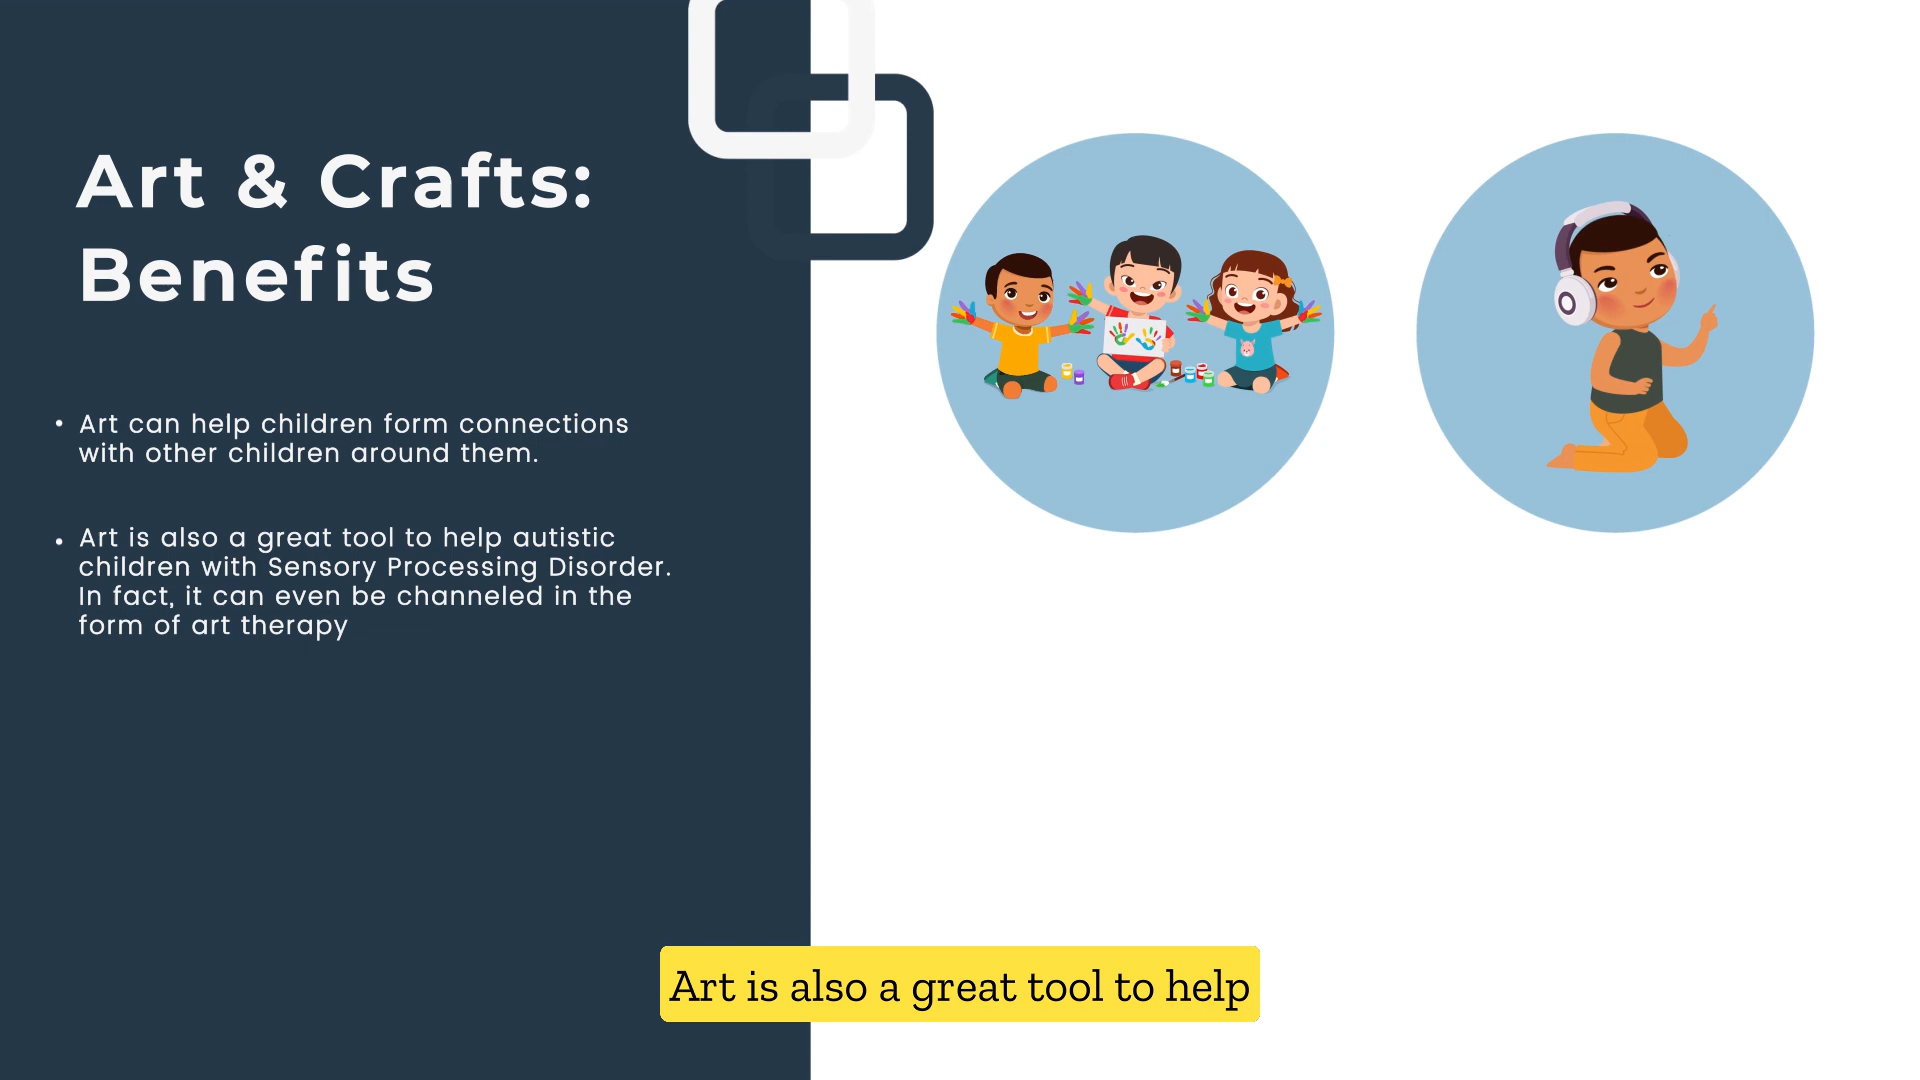 Art & Crafts:
Benefits
• Art can help children form connections
with other children around them.
• Art is also a great tool to help autistic
children with Sensory Processing Disorder.
In fact, it can even be channeled in the
form of art therapy
Art is also a great tool to help